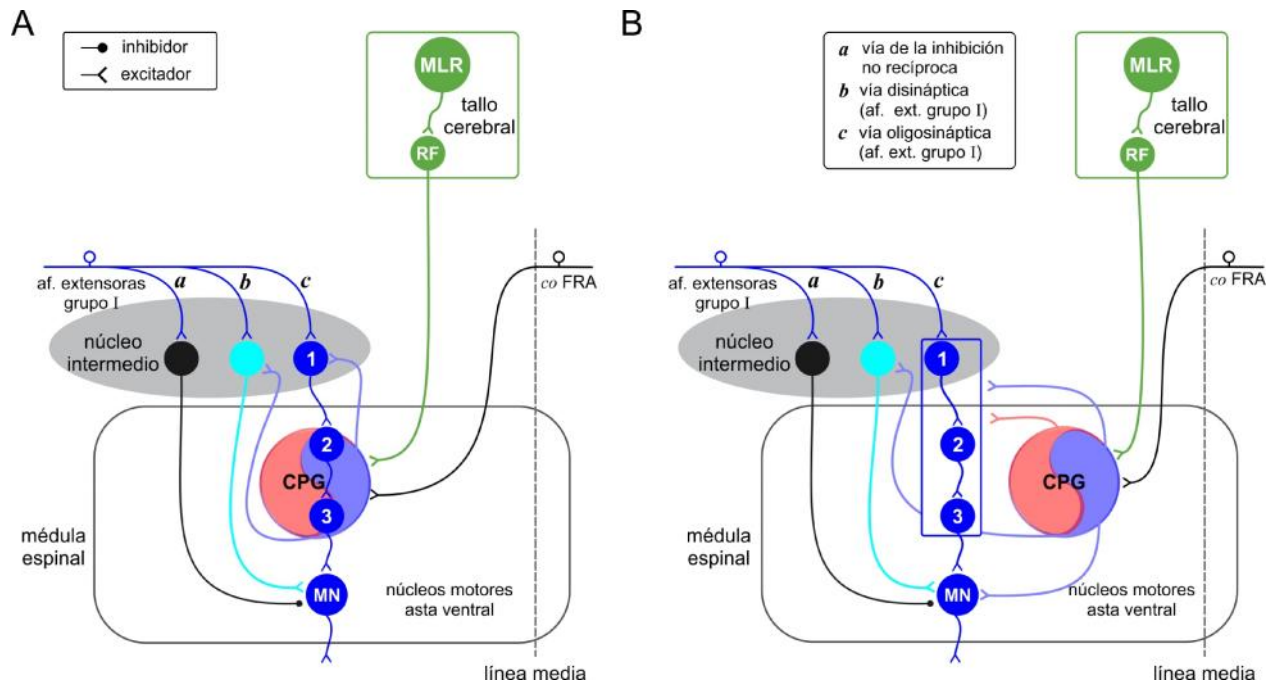 A
inhibidor
excitador
MLR
tallo
cerebral
RF
af. extensoras
grupo I
a
b
c
co FRA
núcleo
intermedio
1
2
CPG
3
médula
espinal
MN
núcleos motores
asta ventral
línea media
B
a vía de la inhibición
no recíproca
b vía disináptica
(af. ext. grupo I)
c vía oligosináptica
(af. ext. grupo I)
MLR
tallo
cerebral
RF
af. extensoras
grupo I
a
b
c
co FRA
núcleo
intermedio
1
2
CPG
3
médula
espinal
MN
núcleos motores
asta ventral
línea media